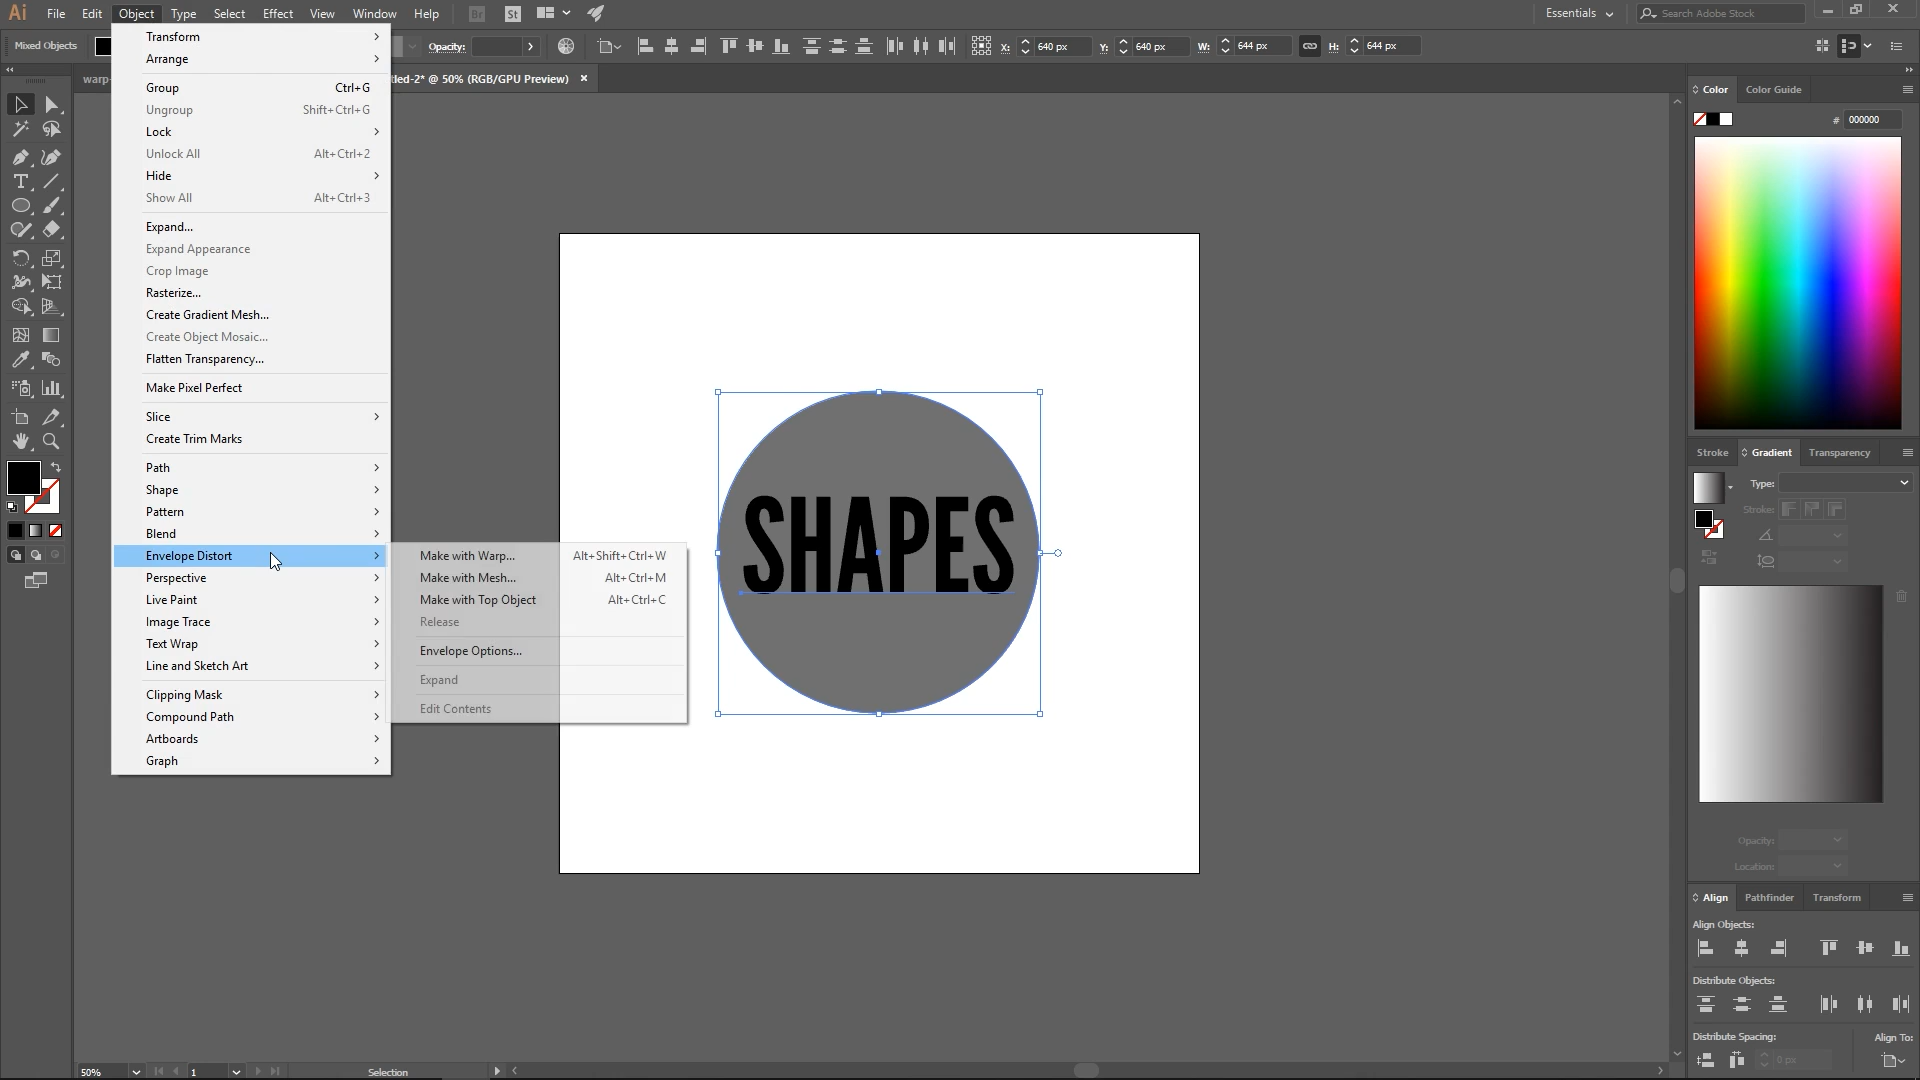 Ai File Edit Object Type Select Effect View Window Help Br St Essentials Search Adobe Stock
Mixed Objects Opacity: X: 640 px Y: 640 px W: 644 px H: 644 px
warp- tled-2* @ 50% (RGB/GPU Preview) ×
Transform
Arrange
Group Ctrl+G
Ungroup Shift+Ctrl+G
Lock
Unlock All Alt+Ctrl+2
Hide
Show All Alt+Ctrl+3
Expand...
Expand Appearance
Crop Image
Rasterize...
Create Gradient Mesh...
Create Object Mosaic...
Flatten Transparency...
Make Pixel Perfect
Slice
Create Trim Marks
Path
Shape
Pattern
Blend
Envelope Distort
Perspective
Live Paint
Image Trace
Text Wrap
Line and Sketch Art
Clipping Mask
Compound Path
Artboards
Graph
Make with Warp... Alt+Shift+Ctrl+W
Make with Mesh... Alt+Ctrl+M
Make with Top Object Alt+Ctrl+C
Release
Envelope Options...
Expand
Edit Contents
SHAPES
Color Color Guide
# 000000
Stroke Gradient Transparency
Type:
Stroke:
Opacity:
Location:
Align Pathfinder Transform
Align Objects:
Distribute Objects:
Distribute Spacing: Align To:
0 px
50% 1 Selection